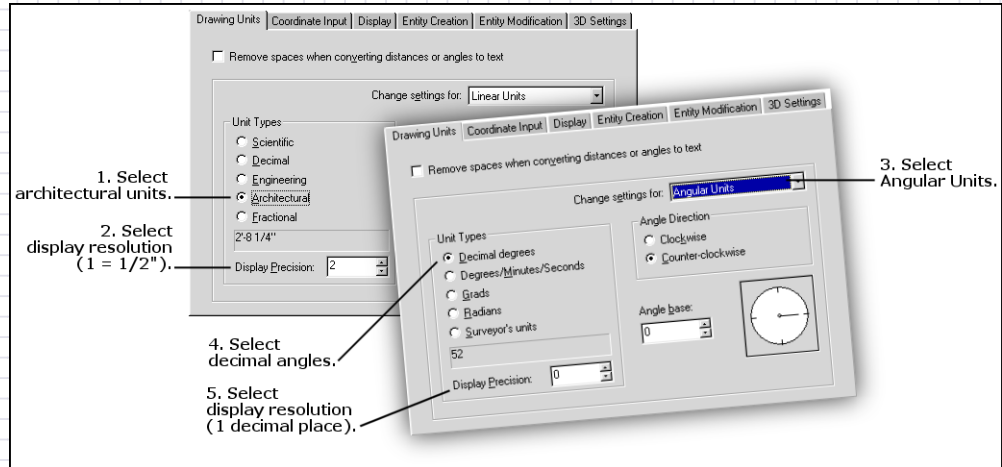 Drawing Units Coordinate Input Display Entity Creation Entity Modification 3D Settings
Remove spaces when converting distances or angles to text
Change settings for: Linear Units
Unit Types
Scientific
Decimal
Engineering
Architectural
Fractional
2'-8 1/4"
Display Precision: 2
Drawing Units Coordinate Input Display Entity Creation Entity Modification 3D Settings
Remove spaces when converting distances or angles to text
Change settings for: Angular Units
Unit Types
Decimal degrees
Degrees/Minutes/Seconds
Grads
Radians
Surveyor's units
52
Display Precision: 0
Angle Direction
Clockwise
Counter-clockwise
Angle base:
0
1. Select
architectural units.
2. Select
display resolution
(1 = 1/2").
3. Select
Angular Units.
4. Select
decimal angles.
5. Select
display resolution
(1 decimal place).